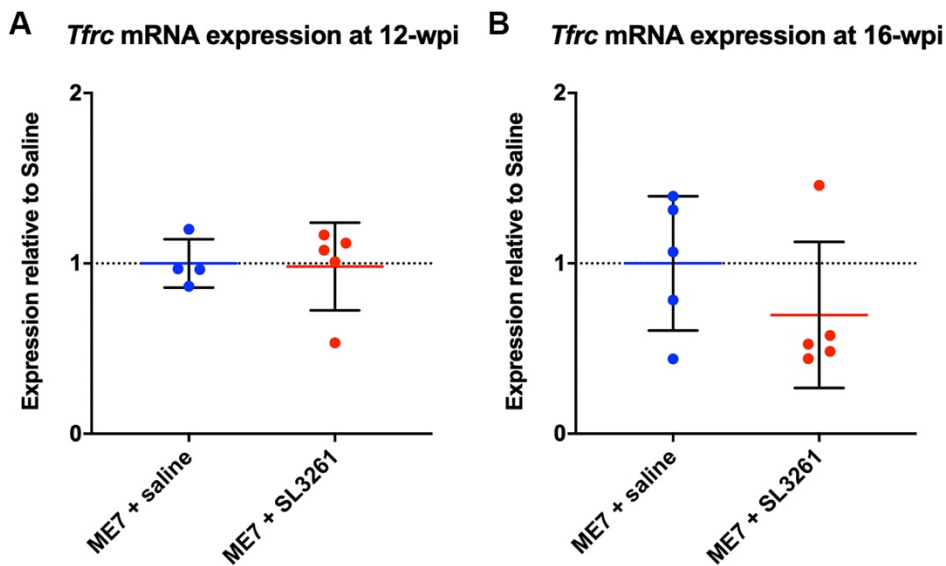 A
Tfrc mRNA expression at 12-wpi
Expression relative to Saline
2
1
0
ME7 + saline
ME7 + SL3261
B
Tfrc mRNA expression at 16-wpi
Expression relative to Saline
2
1
0
ME7 + saline
ME7 + SL3261